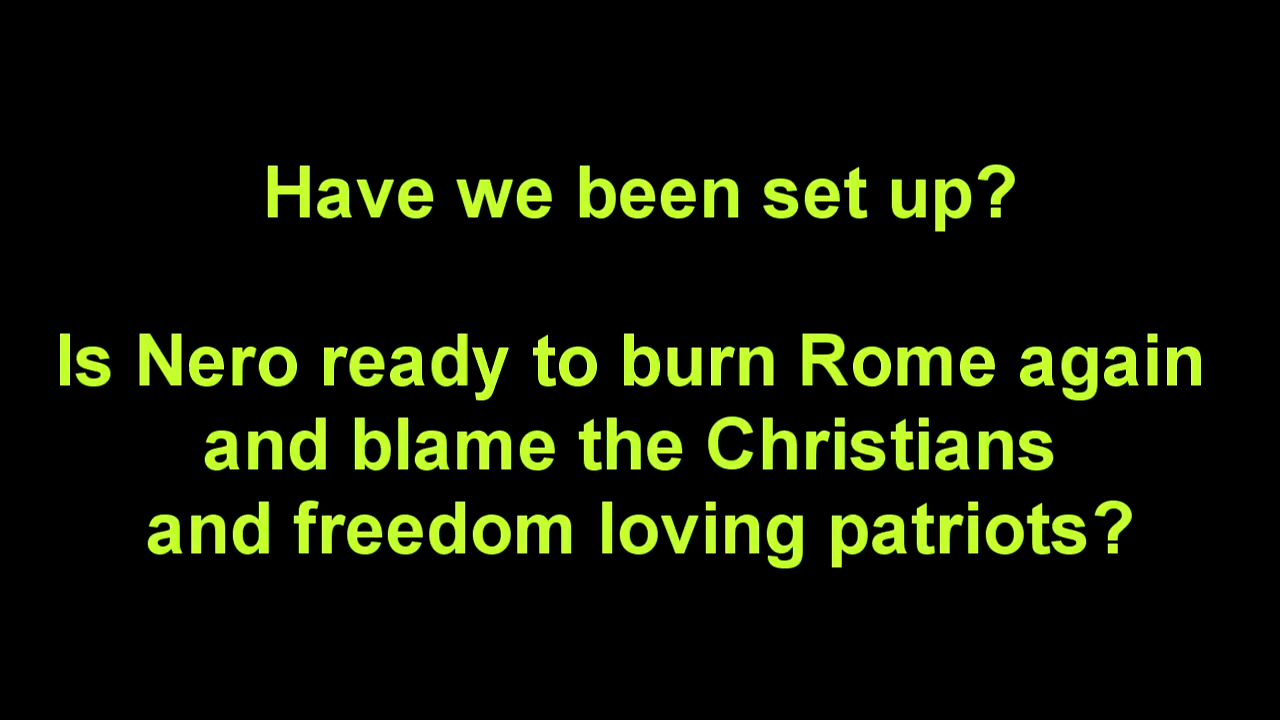 Have we been set up?
Is Nero ready to burn Rome again
and blame the Christians
and freedom loving patriots?